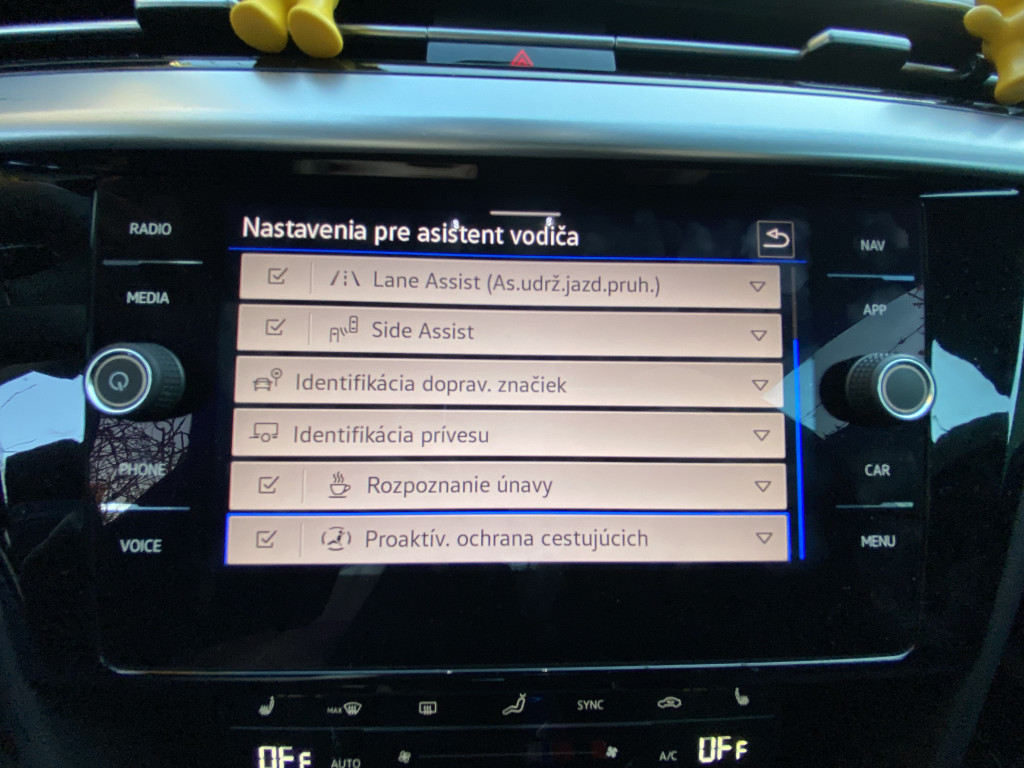 RADIO
MEDIA
PHONE
VOICE
Nastavenia pre asistent vodiča
Lane Assist (As.udrž.jazd.pruh.)
Side Assist
Identifikácia doprav. značiek
Identifikácia prívesu
Rozpoznanie únavy
Proaktív. ochrana cestujúcich
NAV
APP
CAR
MENU
MAX
SYNC
OFF
AUTO
A/C
OFF